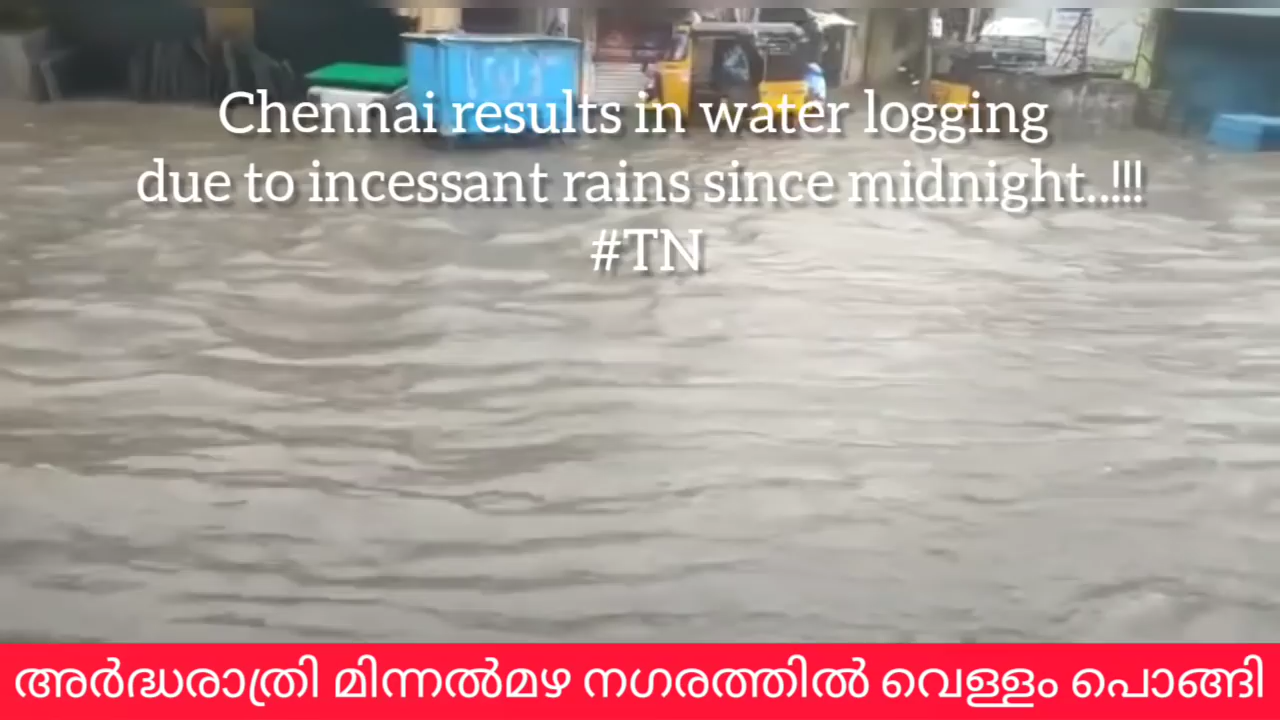 Chennai results in water logging
due to incessant rains since midnight..!!!
#TN
അർദ്ധരാത്രി മിന്നൽമഴ നഗരത്തിൽ വെള്ളം പൊങ്ങി